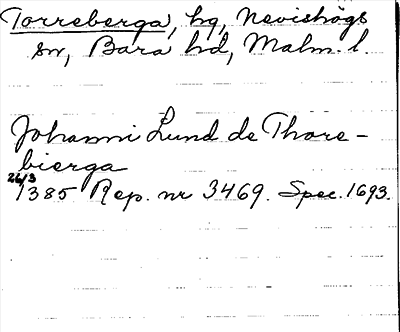 Torreberga, hg, Nevishögs
sn, Bara hd, Malm. l.
Johanni Lund de Thore-
bierga
26/3
1385 Rep. nr 3469. Spec. 1693.